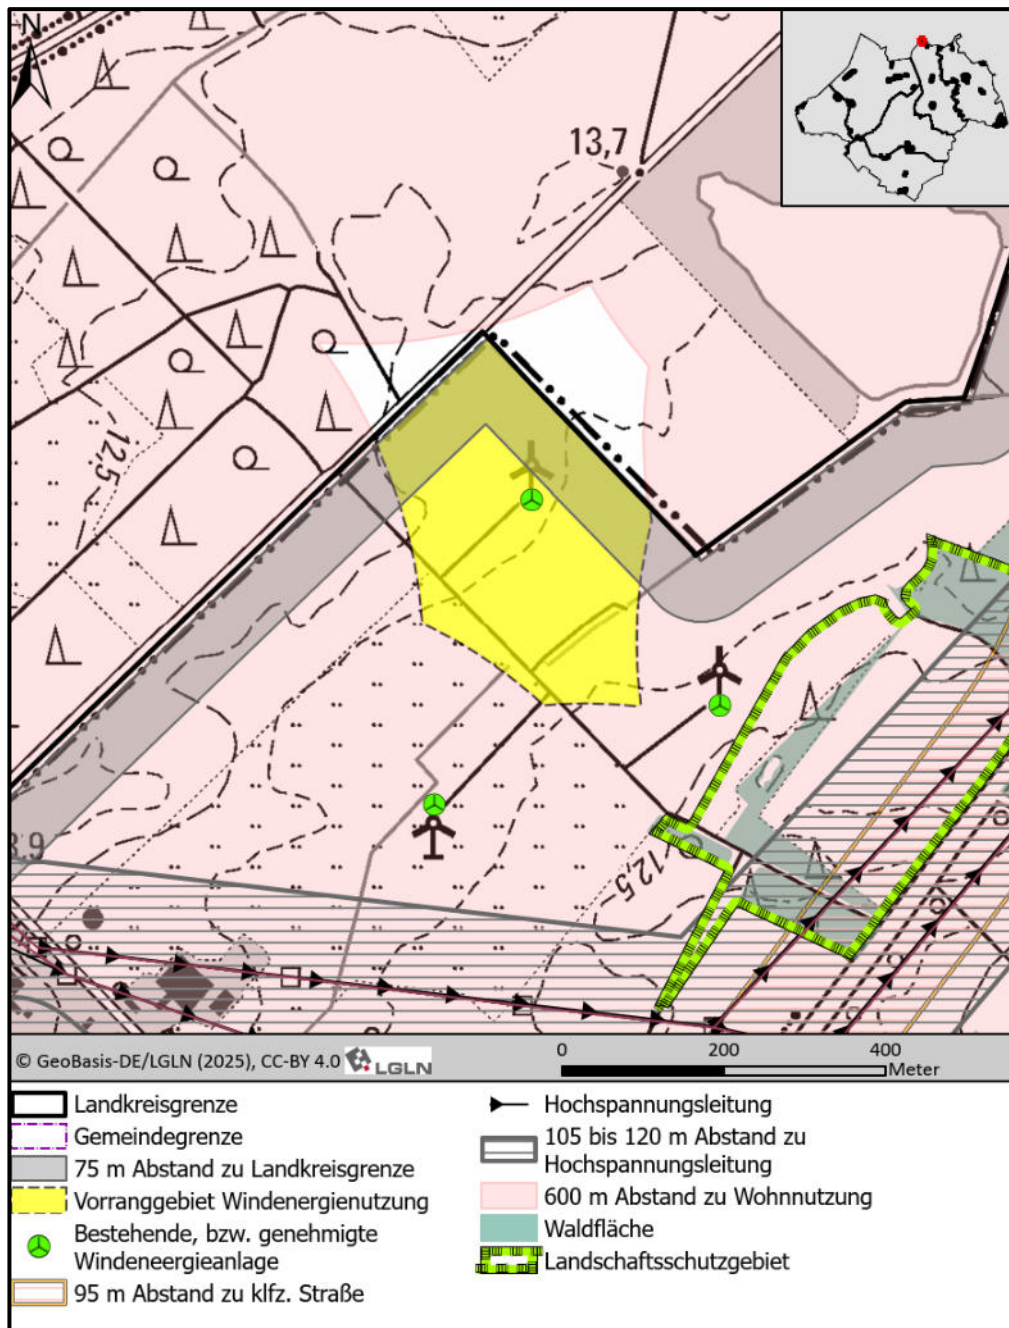 N
13,7
12,5
12,5
3,9
© GeoBasis-DE/LGLN (2025), CC-BY 4.0 LGLN
0 200 400
Meter
Landkreisgrenze
Gemeindegrenze
75 m Abstand zu Landkreisgrenze
Vorranggebiet Windenergienutzung
Bestehende, bzw. genehmigte
Windeneergieanlage
95 m Abstand zu klfz. Straße
Hochspannungsleitung
105 bis 120 m Abstand zu
Hochspannungsleitung
600 m Abstand zu Wohnnutzung
Waldfläche
Landschaftsschutzgebiet